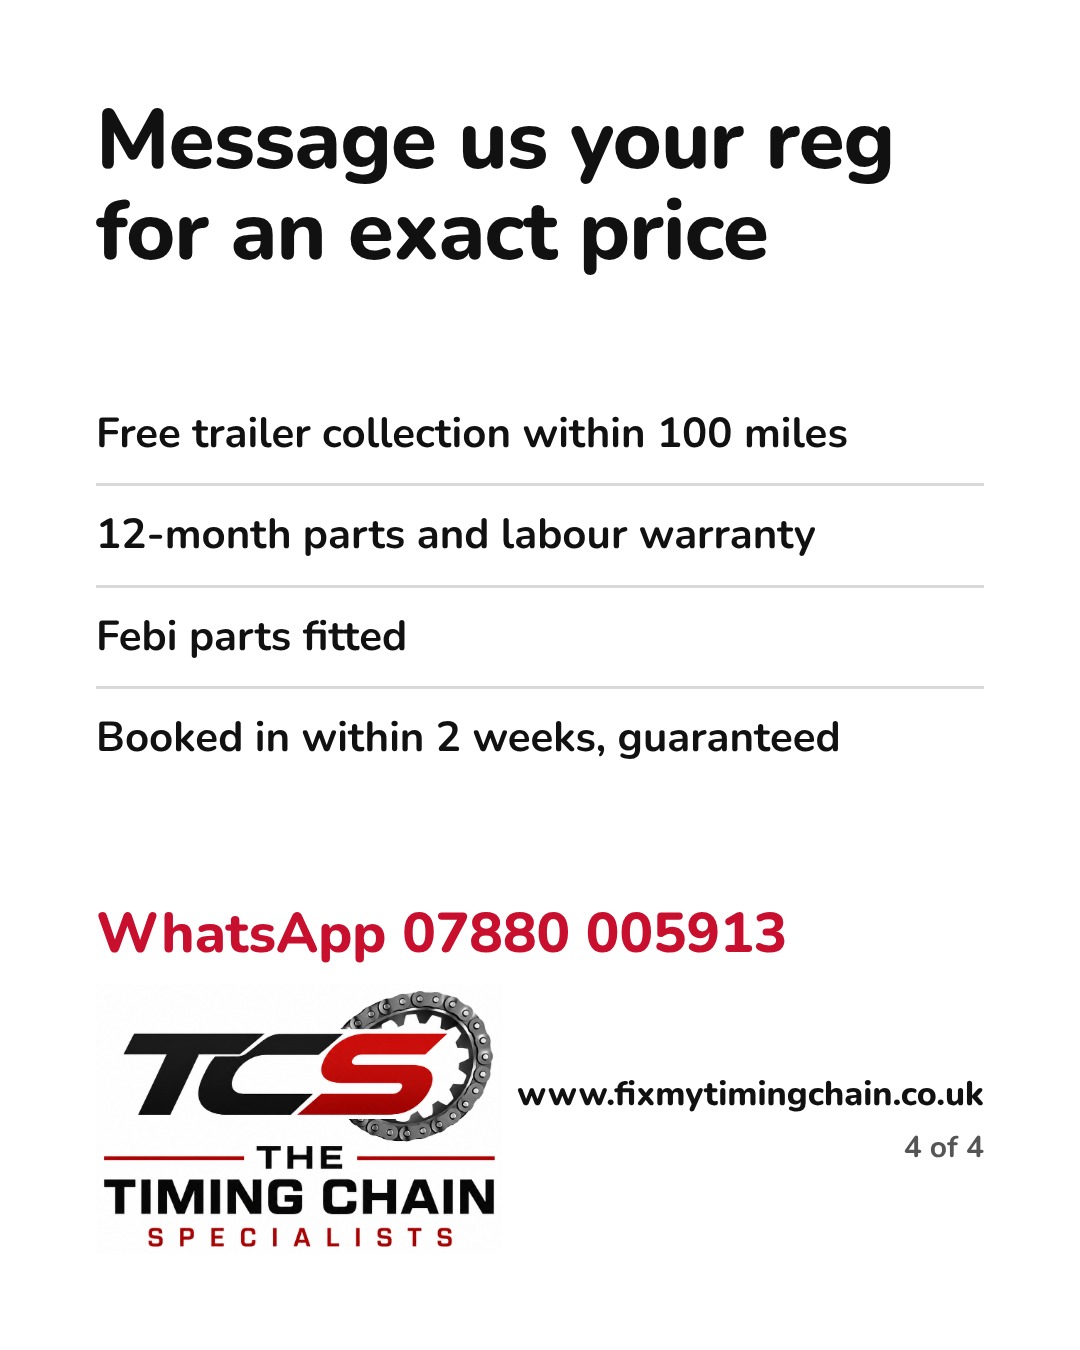 Message us your reg
for an exact price
Free trailer collection within 100 miles
12-month parts and labour warranty
Febi parts fitted
Booked in within 2 weeks, guaranteed
WhatsApp 07880 005913
TCS
THE
TIMING CHAIN
SPECIALISTS
www.fixmytimingchain.co.uk
4 of 4